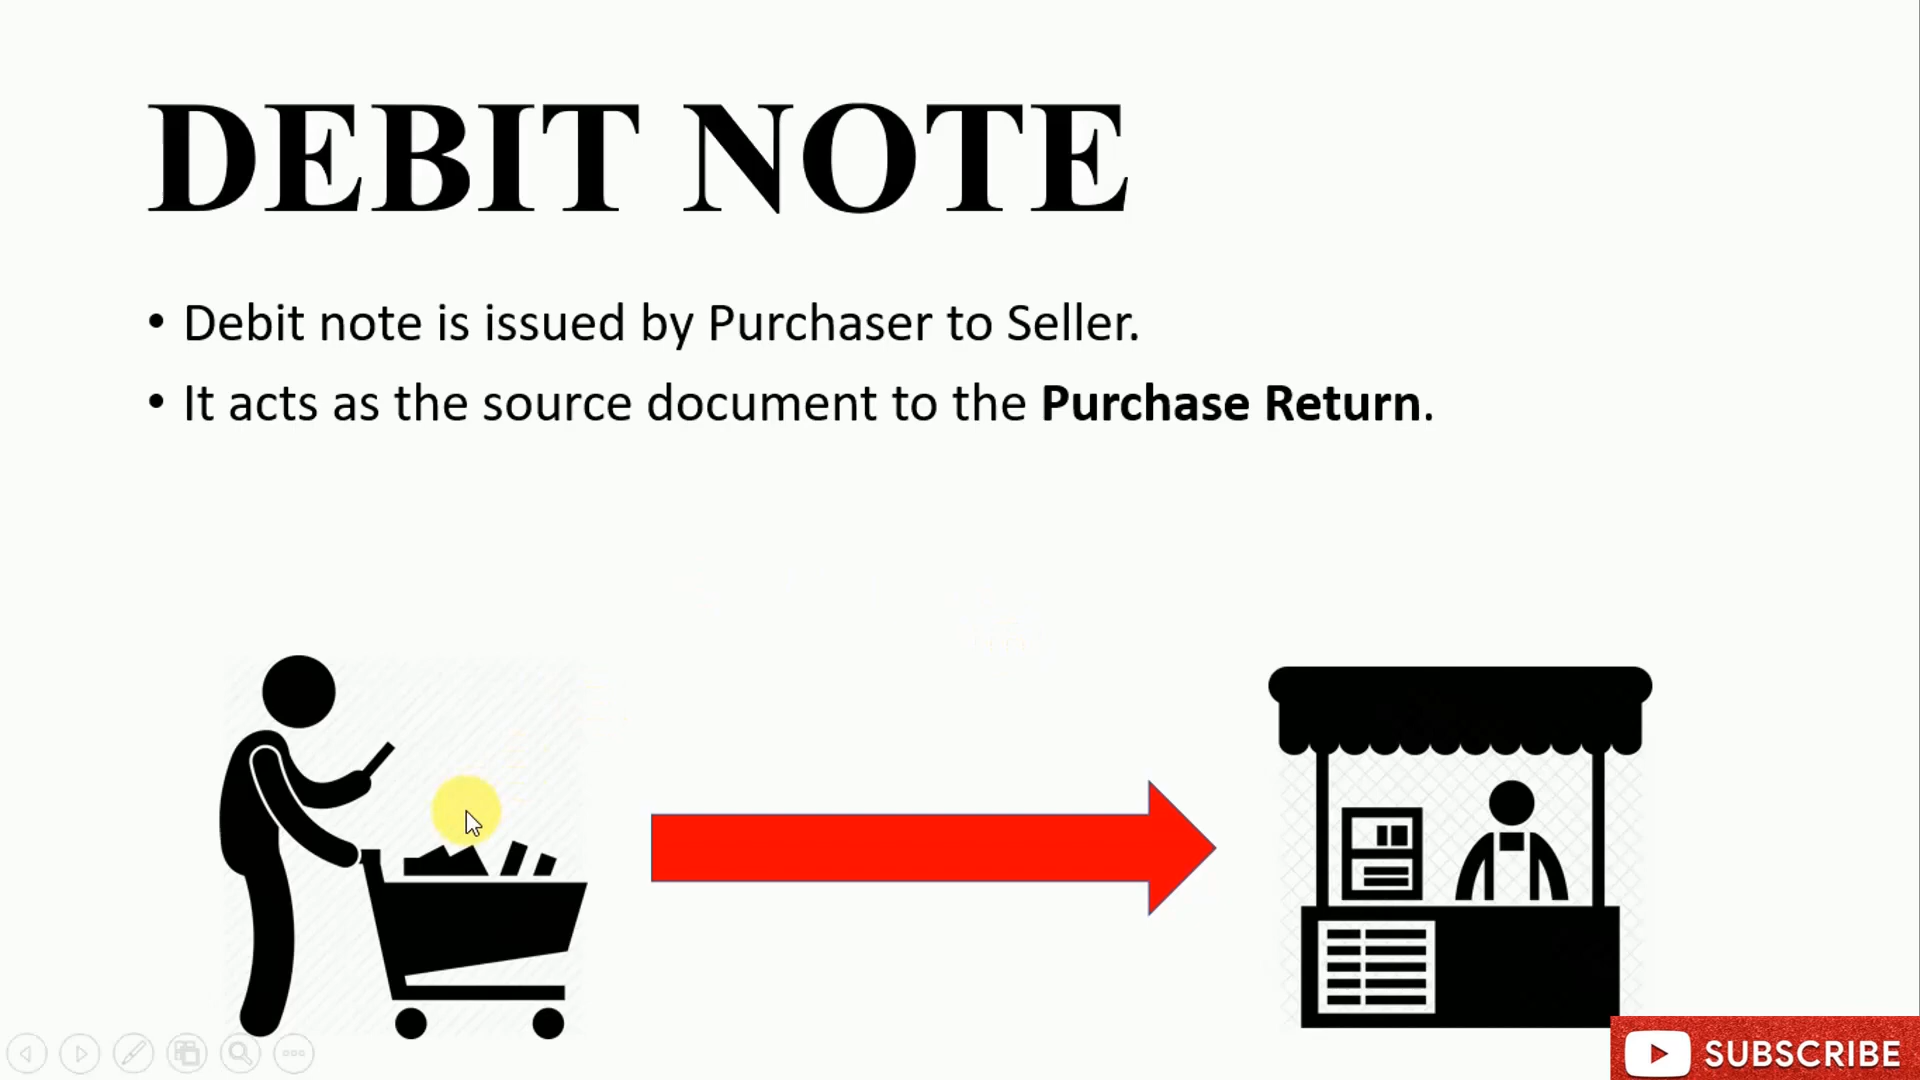 DEBIT NOTE
• Debit note is issued by Purchaser to Seller.
• It acts as the source document to the Purchase Return.
SUBSCRIBE